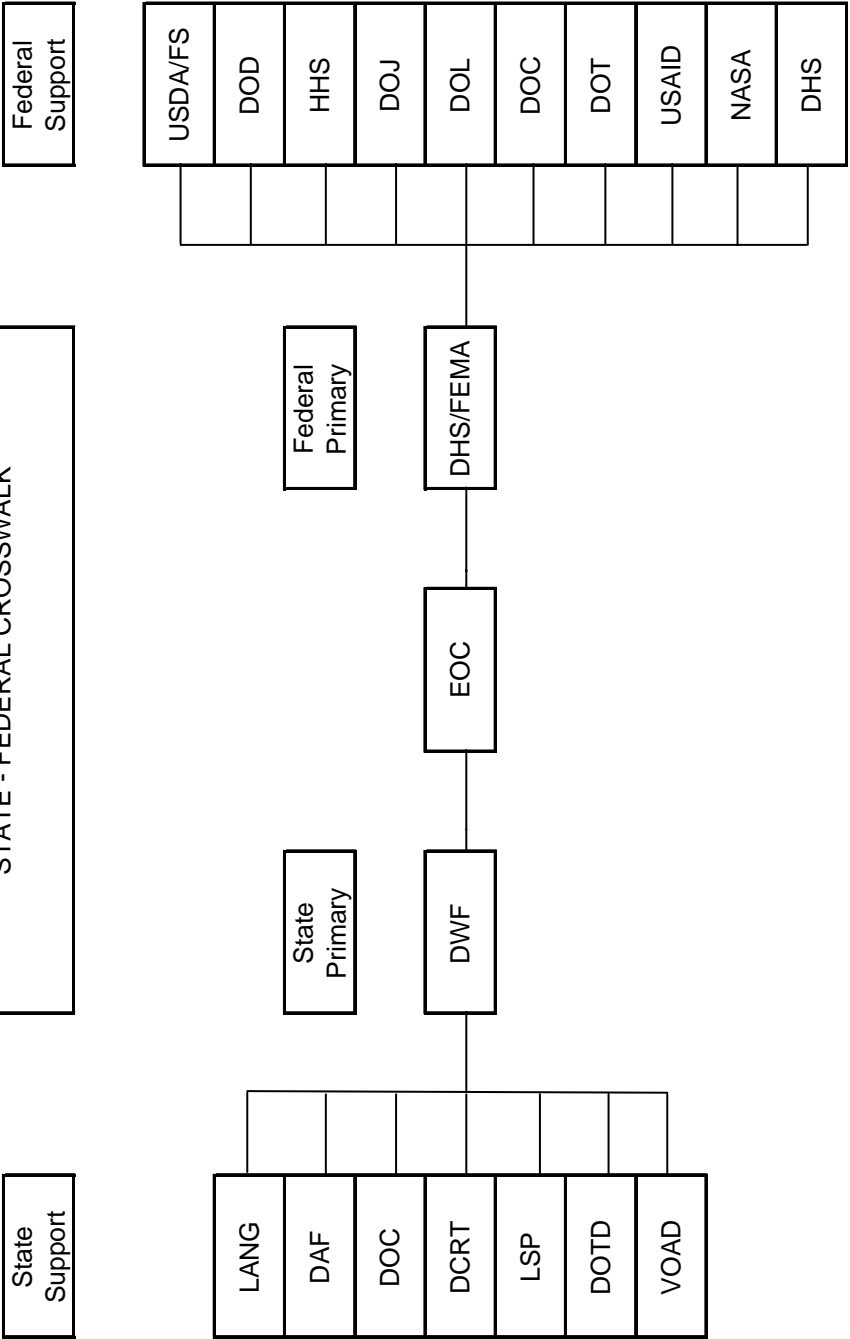 STATE - FEDERAL CROSSWALK
State
Support
Federal
Support
State
Primary
Federal
Primary
LANG
DAF
DOC
DCRT
LSP
DOTD
VOAD
DWF
EOC
DHS/FEMA
USDA/FS
DOD
HHS
DOJ
DOL
DOC
DOT
USAID
NASA
DHS